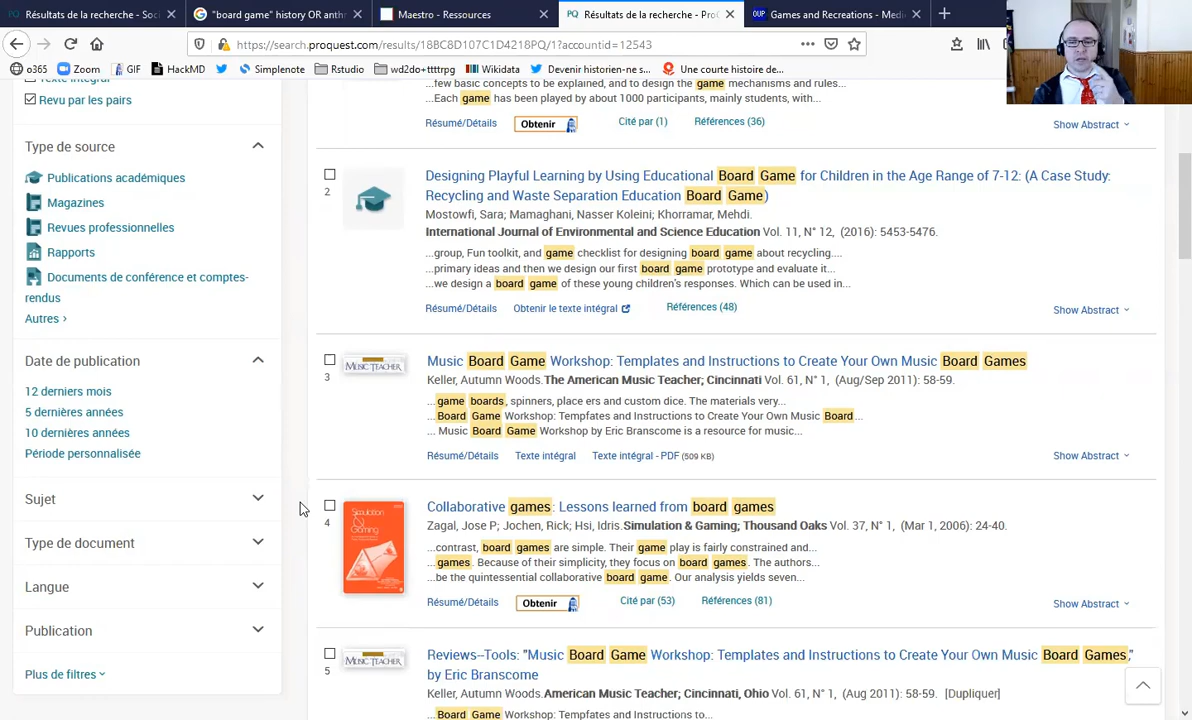 Résultats de la recherche - Soci
"board game" history OR anthr
Maestro - Ressources
Résultats de la recherche - ProQ
Games and Recreations - Medie
https://search.proquest.com/results/18BC8D107C1D4218PQ/1?accountid=12543
o365
Zoom
GIF
HackMD
Simplenote
Rstudio
wd2do+ttttrpg
Wikidata
Devenir historien-ne s...
Une courte histoire de...
Texte intégral
Revu par les pairs
Type de source
Publications académiques
Magazines
Revues professionnelles
Rapports
Documents de conférence et comptes-
rendus
Autres ›
Date de publication
12 derniers mois
5 dernières années
10 dernières années
Période personnalisée
Sujet
Type de document
Langue
Publication
Plus de filtres
...few basic concepts to be explained, and to design the game mechanisms and rules...
...Each game has been played by about 1000 participants, mainly students, with...
Résumé/Détails Obtenir Cité par (1) Références (36) Show Abstract
2
Designing Playful Learning by Using Educational Board Game for Children in the Age Range of 7-12: (A Case Study:
Recycling and Waste Separation Education Board Game)
Mostowfi, Sara; Mamaghani, Nasser Koleini; Khorramar, Mehdi.
International Journal of Environmental and Science Education Vol. 11, N° 12, (2016): 5453-5476.
...group, Fun toolkit, and game checklist for designing board game about recycling....
...primary ideas and then we design our first board game prototype and evaluate it...
...we design a board game of these young children's responses. Which can be used in...
Résumé/Détails Obtenir le texte intégral Références (48) Show Abstract
3
MUSIC TEACHER
Music Board Game Workshop: Templates and Instructions to Create Your Own Music Board Games
Keller, Autumn Woods.The American Music Teacher; Cincinnati Vol. 61, N° 1, (Aug/Sep 2011): 58-59.
...game boards, spinners, place ers and custom dice. The materials very...
...Board Game Workshop: Templates and Instructions to Create Your Own Music Board...
... Music Board Game Workshop by Eric Branscome is a resource for music...
Résumé/Détails Texte intégral Texte intégral - PDF (509 KB) Show Abstract
4
Simulation
& Gaming
Collaborative games: Lessons learned from board games
Zagal, Jose P; Jochen, Rick; Hsi, Idris.Simulation & Gaming; Thousand Oaks Vol. 37, N° 1, (Mar 1, 2006): 24-40.
...contrast, board games are simple. Their game play is fairly constrained and...
...games. Because of their simplicity, they focus on board games. The authors...
...be the quintessential collaborative board game. Our analysis yields seven...
Résumé/Détails Obtenir Cité par (53) Références (81) Show Abstract
5
MUSIC TEACHER
Reviews--Tools: "Music Board Game Workshop: Templates and Instructions to Create Your Own Music Board Games,"
by Eric Branscome
Keller, Autumn Woods.American Music Teacher; Cincinnati, Ohio Vol. 61, N° 1, (Aug 2011): 58-59. [Dupliquer]
...Board Game Workshop: Templates and Instructions to...